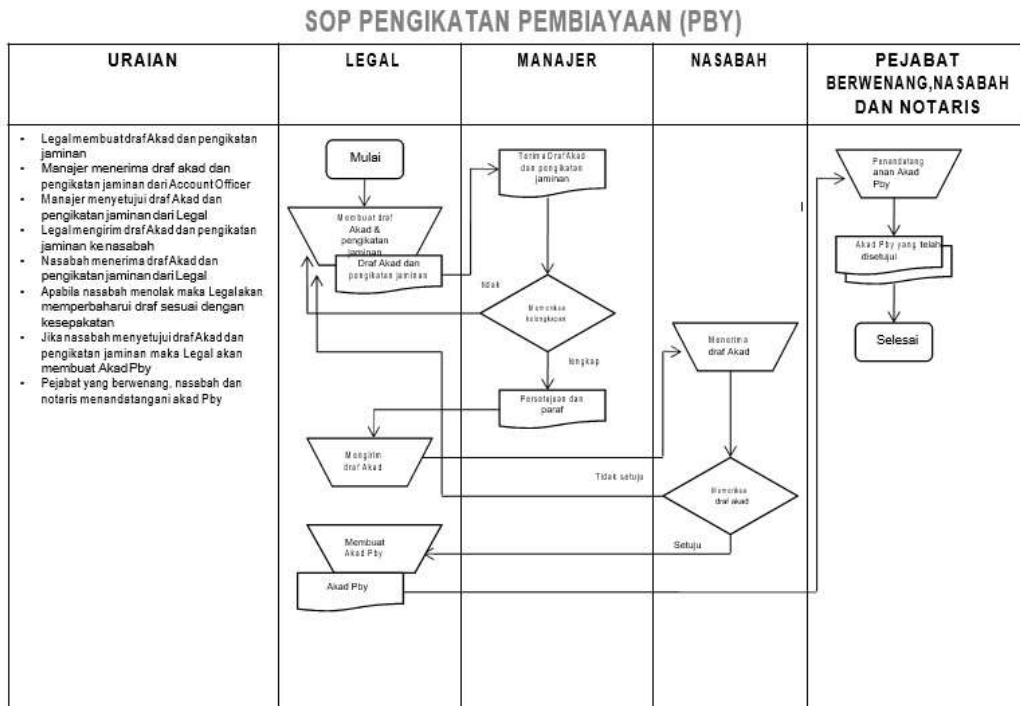 SOP PENGIKATAN PEMBIAYAAN (PBY)
URAIAN
LEGAL
MANAJER
NASABAH
PEJABAT
BERWENANG,NASABAH
DAN NOTARIS
• Legal membuat draf Akad dan pengikatan
jaminan
• Manajer menerima draf akad dan
pengikatan jaminan dari Account Officer
• Manajer menyetujui draf Akad dan
pengikatan jaminan dari Legal
• Legal mengirim draf Akad dan pengikatan
jaminan ke nasabah
• Nasabah menerima draf Akad dan
pengikatan jaminan dari Legal
• Apabila nasabah menolak maka Legal akan
memperbaharui draf sesuai dengan
kesepakatan
• Jika nasabah menyetujui draf Akad dan
pengikatan jaminan maka Legal akan
membuat Akad Pby
• Pejabat yang berwenang, nasabah dan
notaris menandatangani akad Pby
Mulai
Membuat draf
Akad &
pengikatan
jaminan
Draf Akad dan
pengikatan jaminan
Terima Draf Akad
dan pengikatan
jaminan
tidak
Memeriksa
kelengkapan
lengkap
Persetujuan dan
paraf
Mengirim
draf Akad
Menerima
draf Akad
Tidak setuju
Memeriksa
draf akad
Setuju
Membuat
Akad Pby
Akad Pby
Penandatang
anan Akad
Pby
Akad Pby yang telah
disetujui
Selesai